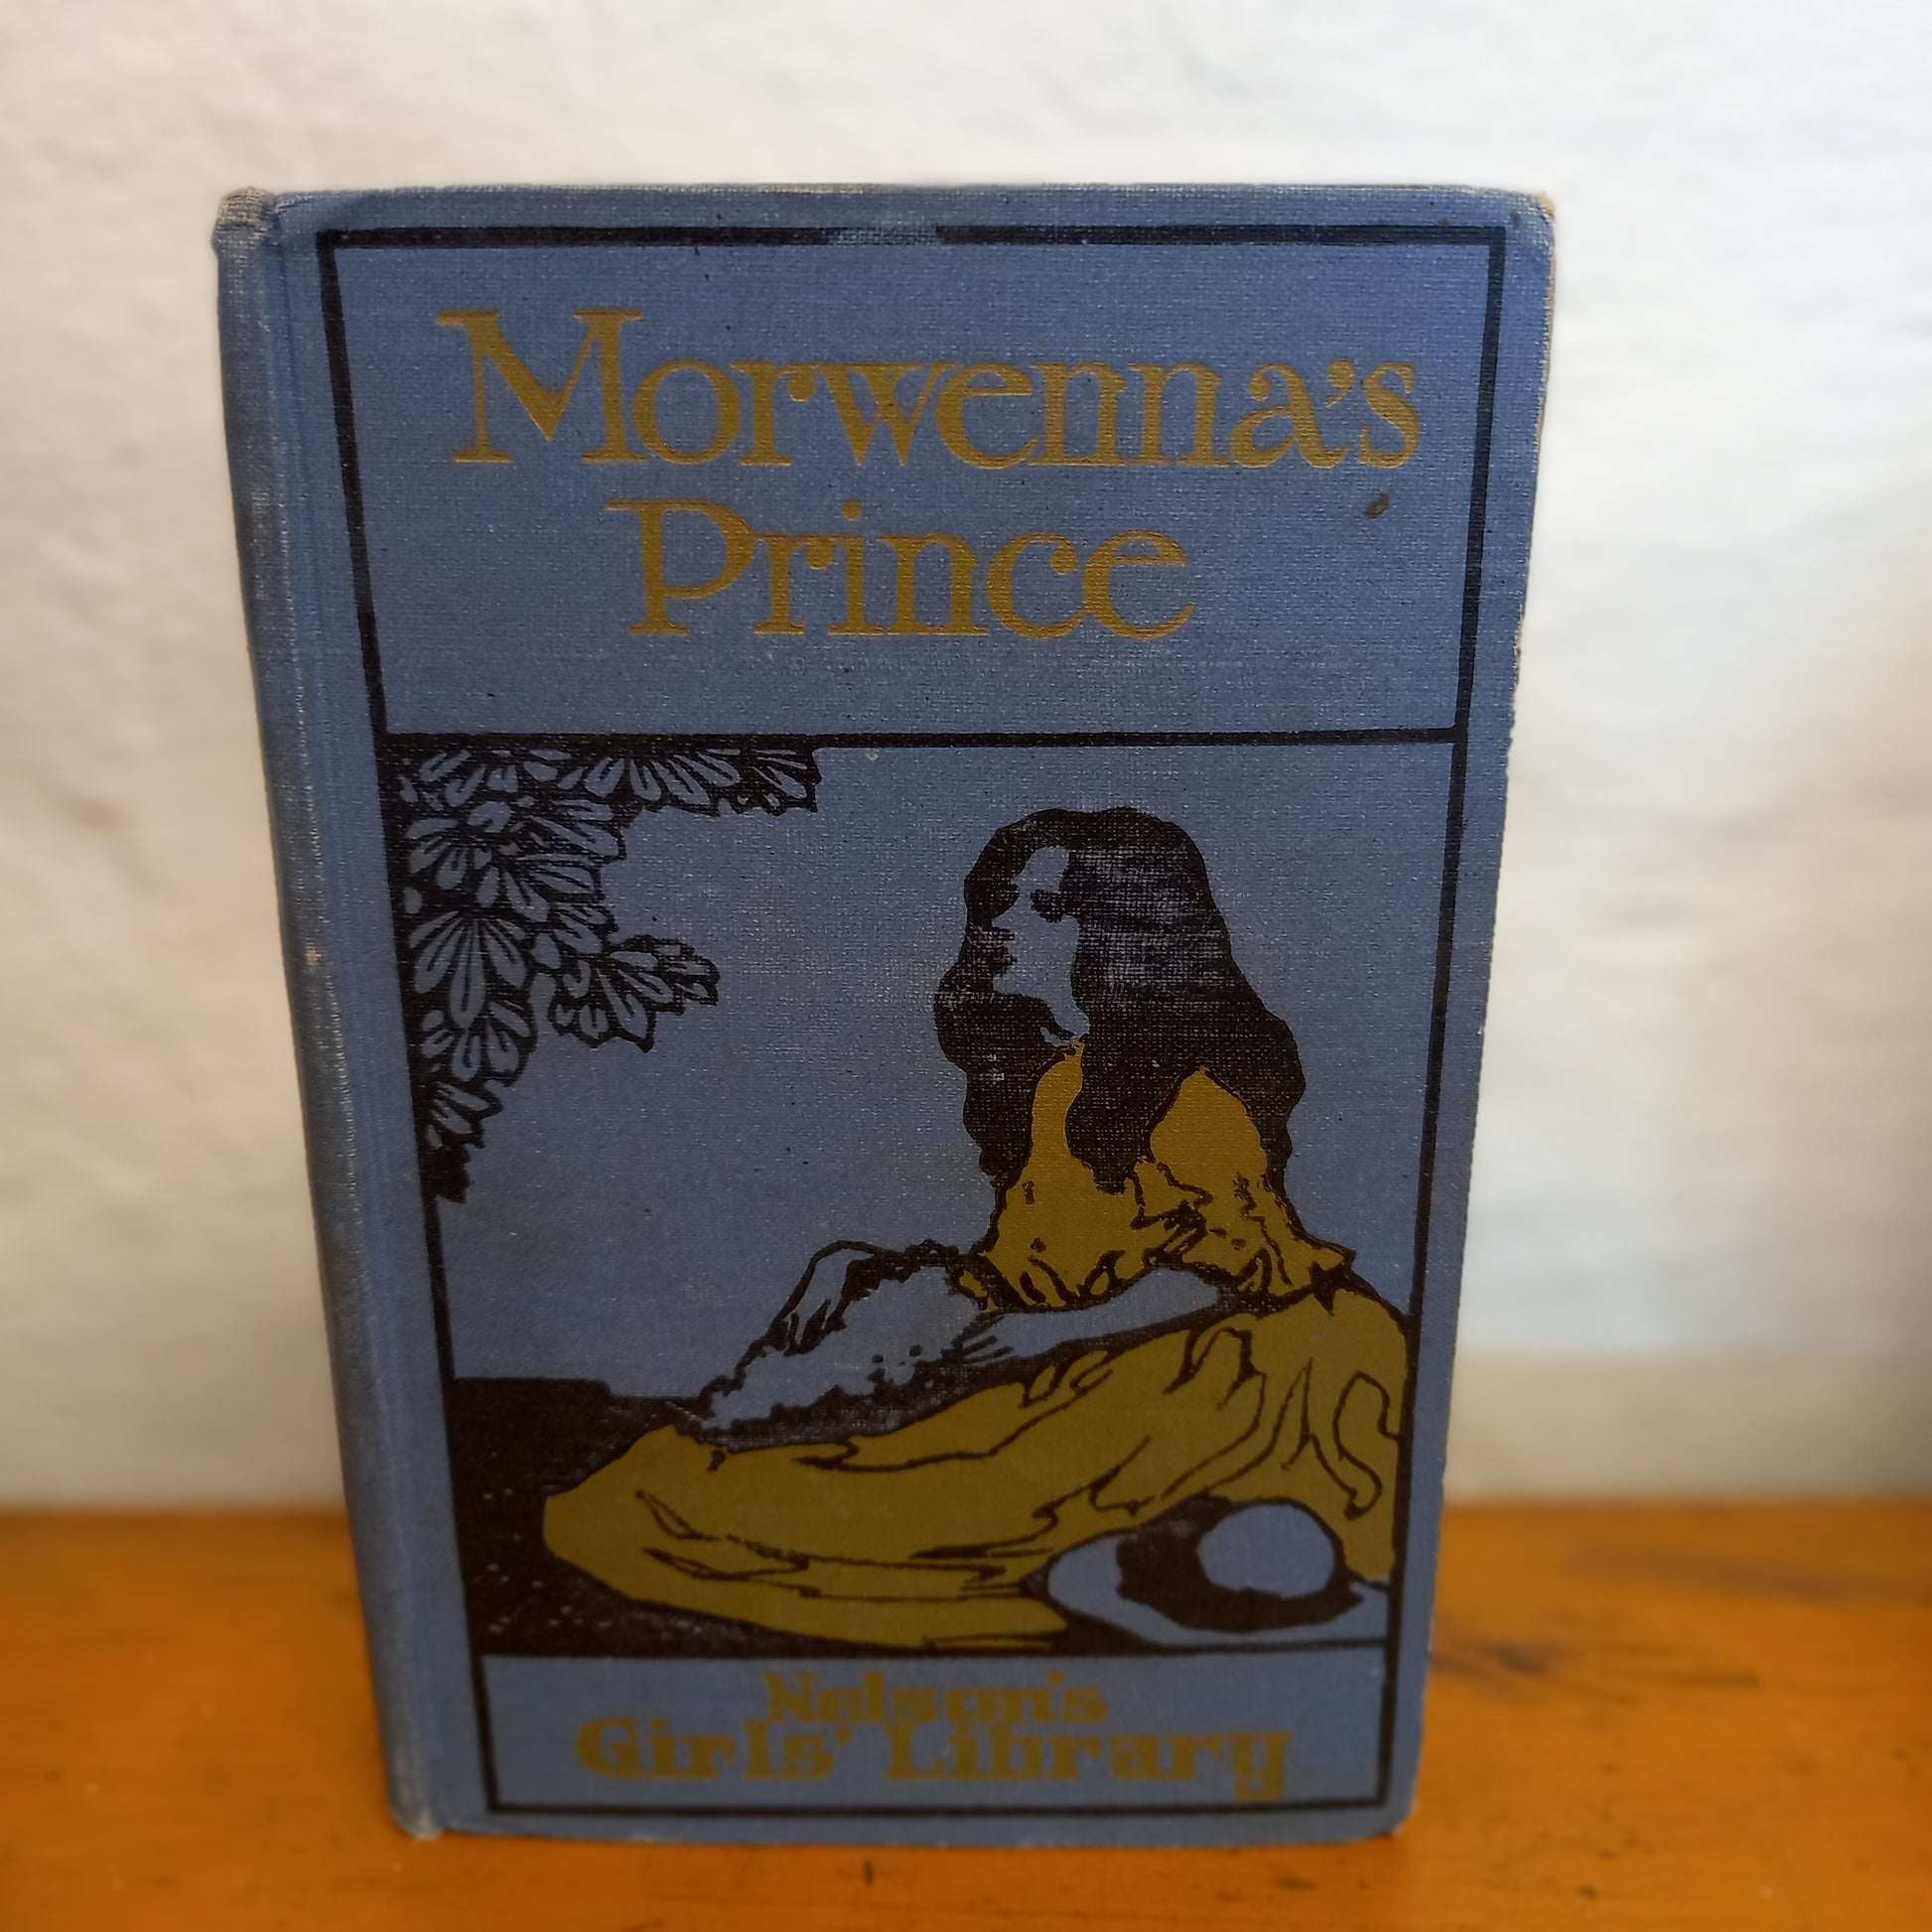 Morwenna's
Prince
Nelson's
Girls' Library